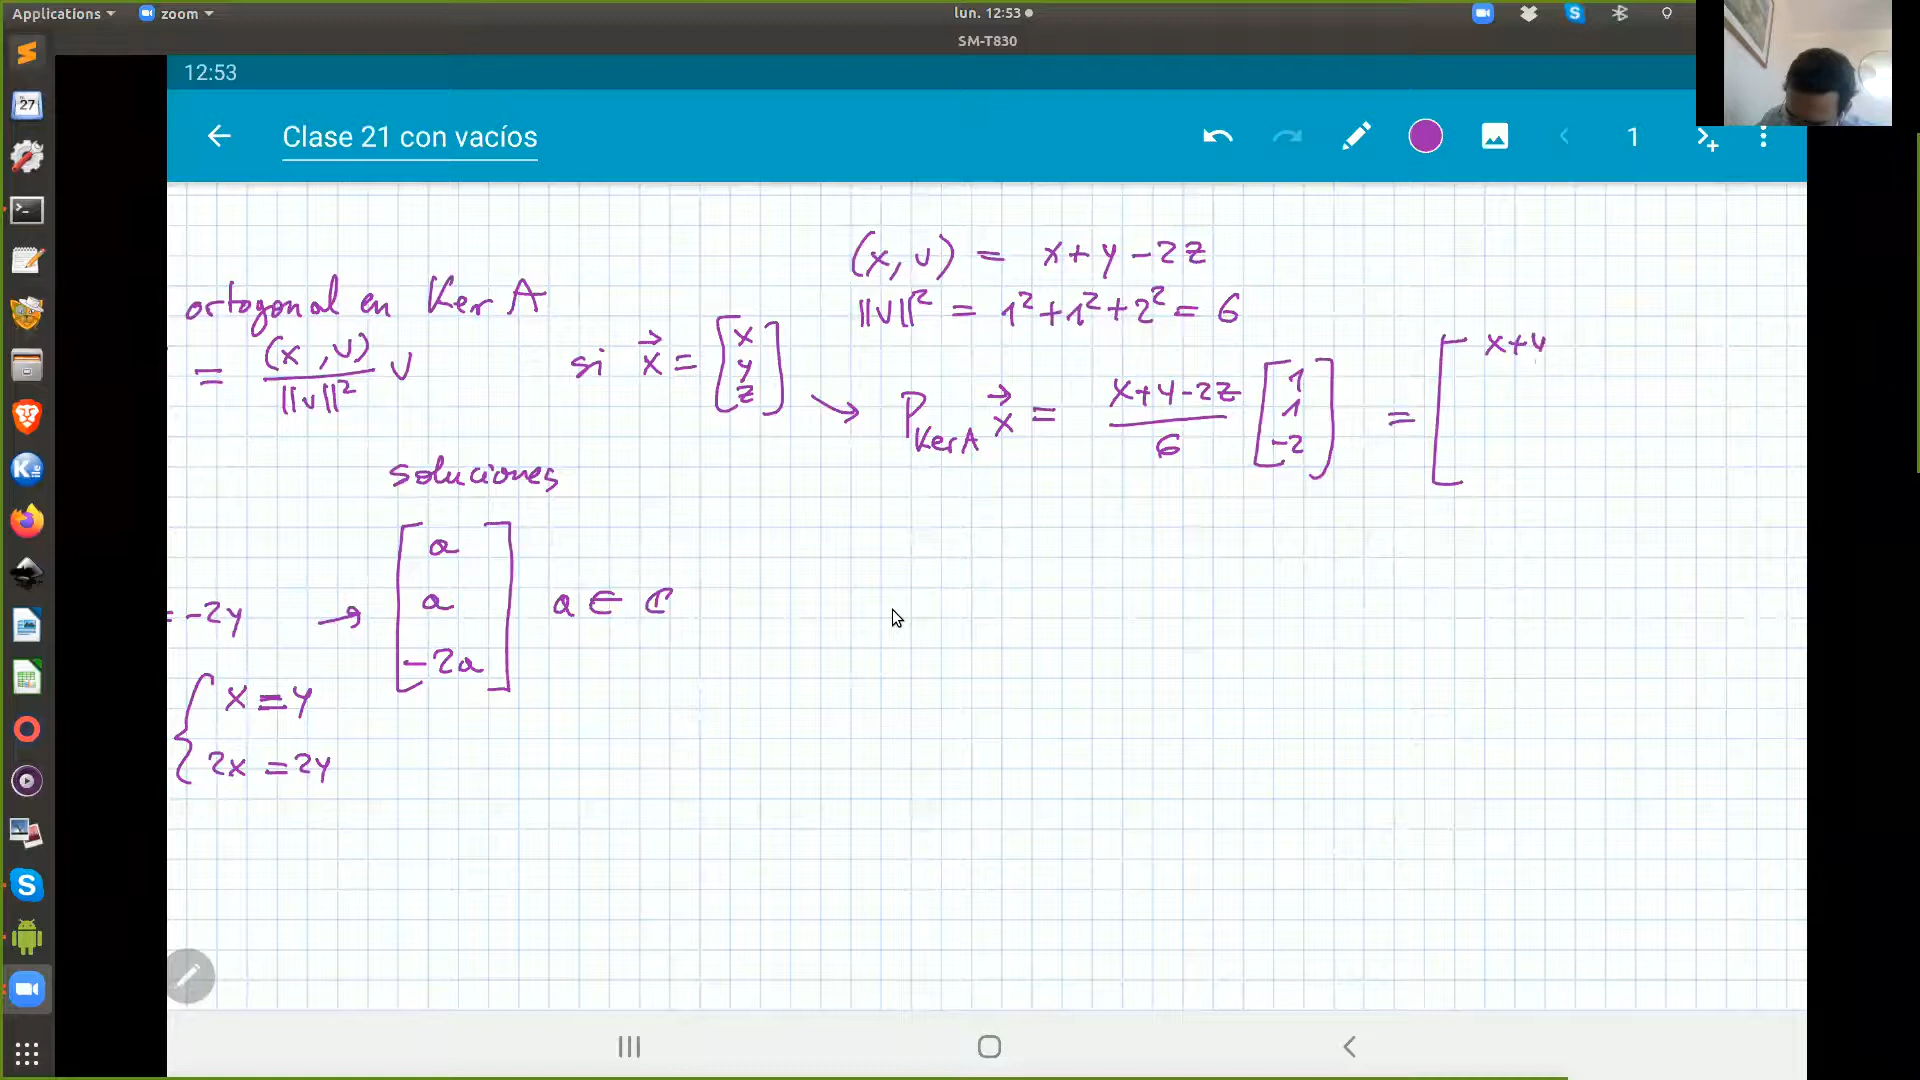 Applications zoom lun. 12:53
SM-T830
12:53
Clase 21 con vacíos 1
27
(x, v) = x+y-2z
ortogonal en Ker A
||v||² = 1²+1²+2² = 6
= (x, v) / ||v||² v si x⃗ = [x y z] → P_KerA x⃗ = (x+y-2z)/6 [1 1 -2] = [x+y
soluciones
= -2y → [a a -2a] a ∈ ℂ
{ x = y
2x = 2y